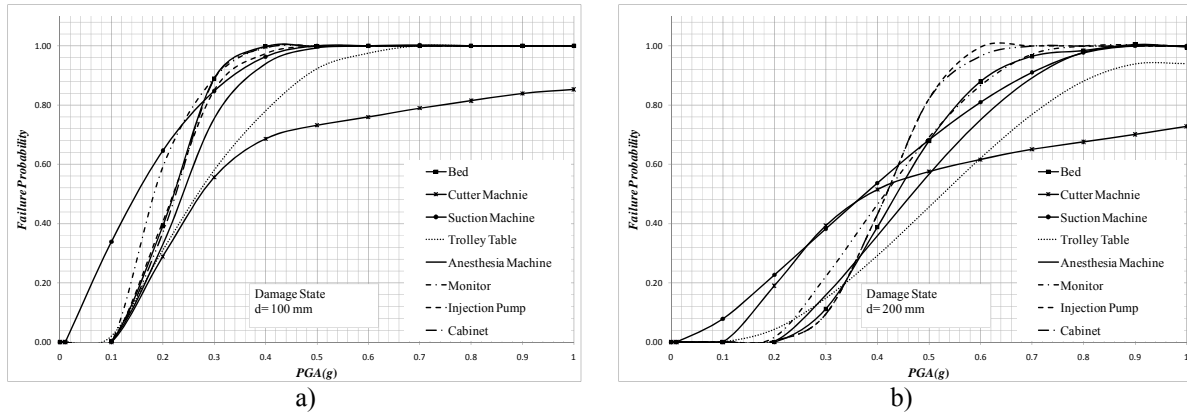 1.00
0.80
0.60
0.40
0.20
0.00
Failure Probability
Bed
Cutter Machnie
Suction Machine
Trolley Table
Anesthesia Machine
Monitor
Injection Pump
Cabinet
Damage State
d= 100 mm
0 0.1 0.2 0.3 0.4 0.5 0.6 0.7 0.8 0.9 1
PGA(g)
a)
1.00
0.80
0.60
0.40
0.20
0.00
Failure Probability
Bed
Cutter Machnie
Suction Machine
Trolley Table
Anesthesia Machine
Monitor
Injection Pump
Cabinet
Damage State
d= 200 mm
0 0.1 0.2 0.3 0.4 0.5 0.6 0.7 0.8 0.9 1
PGA(g)
b)